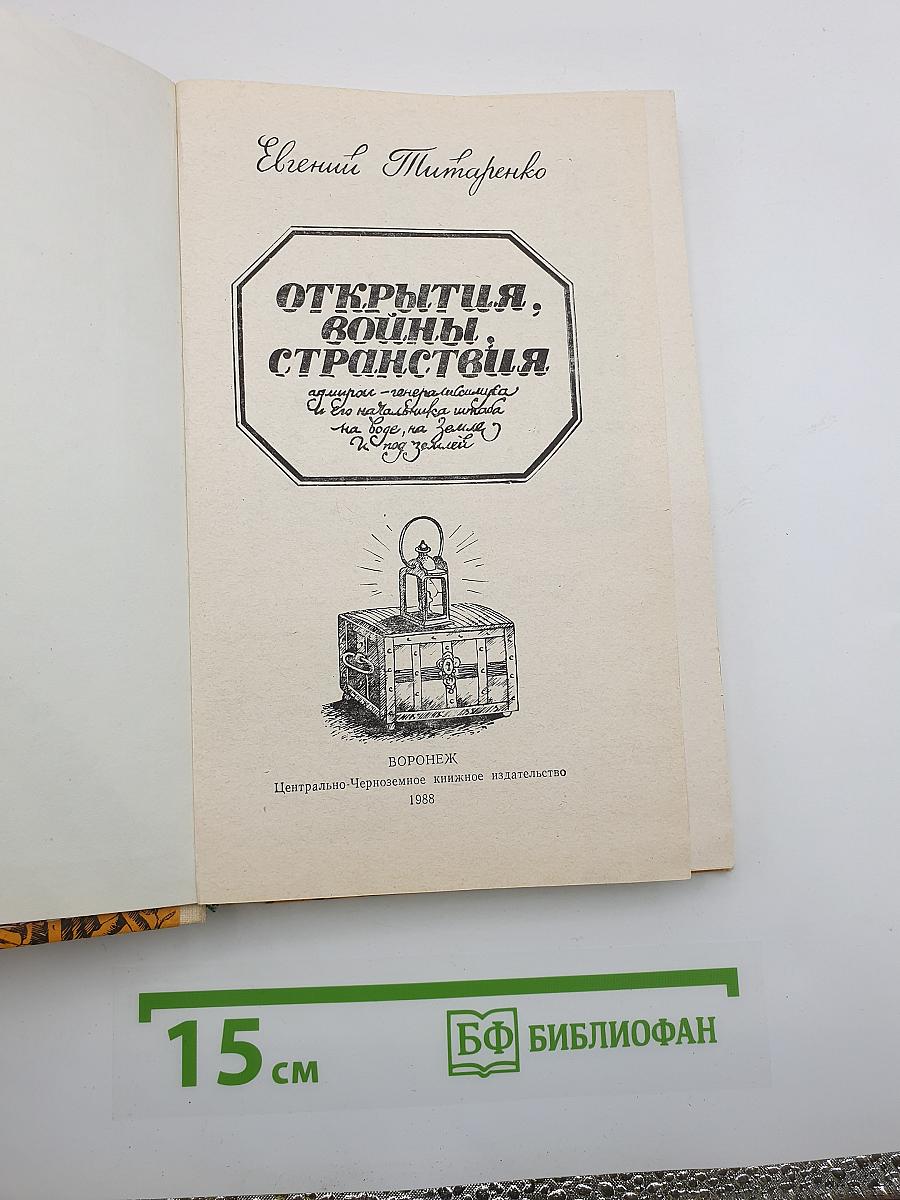 Евгений Титаренко
ОТКРЫТИЯ,
ВОЙНЫ,
СТРАНСТВИЯ
адмирал-генералиссимуса
и его начальника штаба
на воде, на земле
и под землей
ВОРОНЕЖ
Центрально-Черноземное книжное издательство
1988
15 см
БФ БИБЛИОФАН